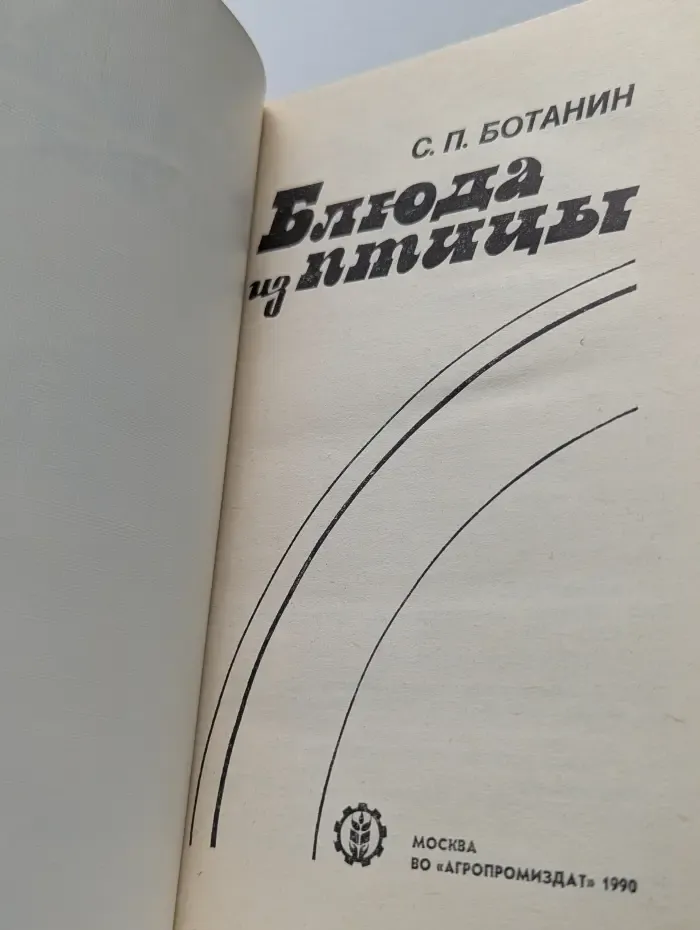 С. П. БОТАНИН
Блюда
из птицы
МОСКВА
ВО «АГРОПРОМИЗДАТ» 1990